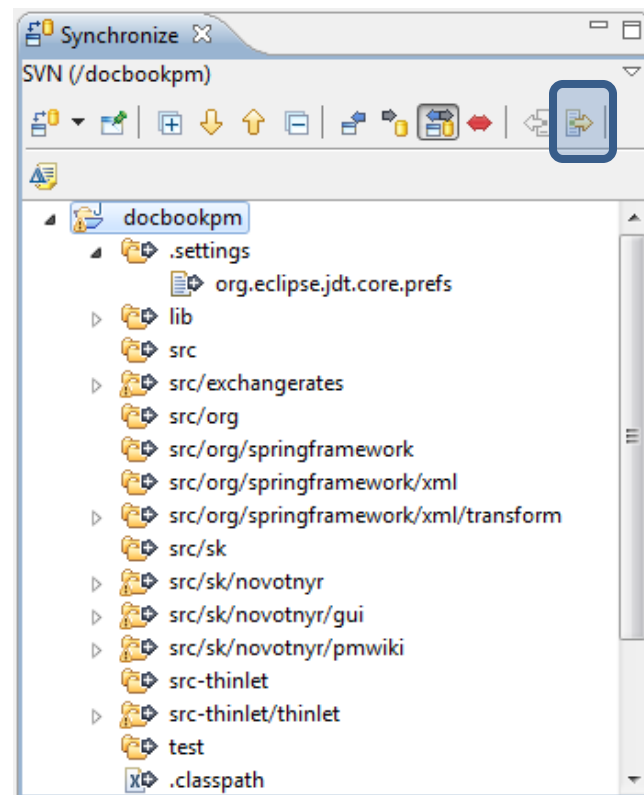 Synchronize
SVN (/docbookpm)
docbookpm
.settings
org.eclipse.jdt.core.prefs
lib
src
src/exchangerates
src/org
src/org/springframework
src/org/springframework/xml
src/org/springframework/xml/transform
src/sk
src/sk/novotnyr
src/sk/novotnyr/gui
src/sk/novotnyr/pmwiki
src-thinlet
src-thinlet/thinlet
test
.classpath